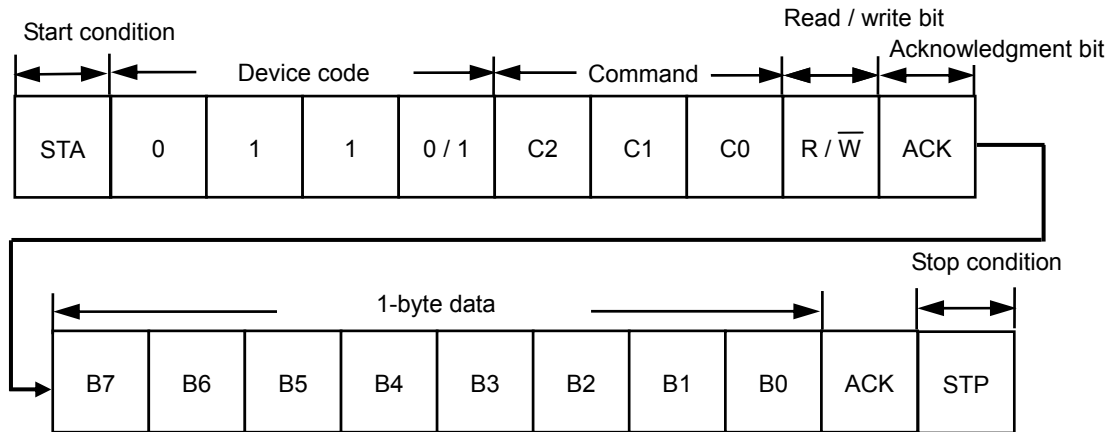 Read / write bit
Start condition
Acknowledgment bit
Device code
Command
STA 0 1 1 0 / 1 C2 C1 C0 R / W̅ ACK
Stop condition
1-byte data
B7 B6 B5 B4 B3 B2 B1 B0 ACK STP